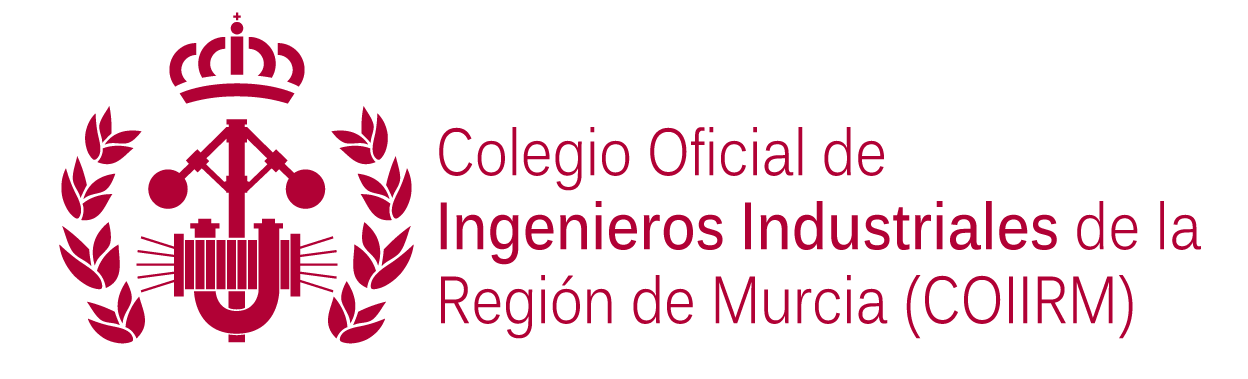 Colegio Oficial de
Ingenieros Industriales de la
Región de Murcia (COIIRM)